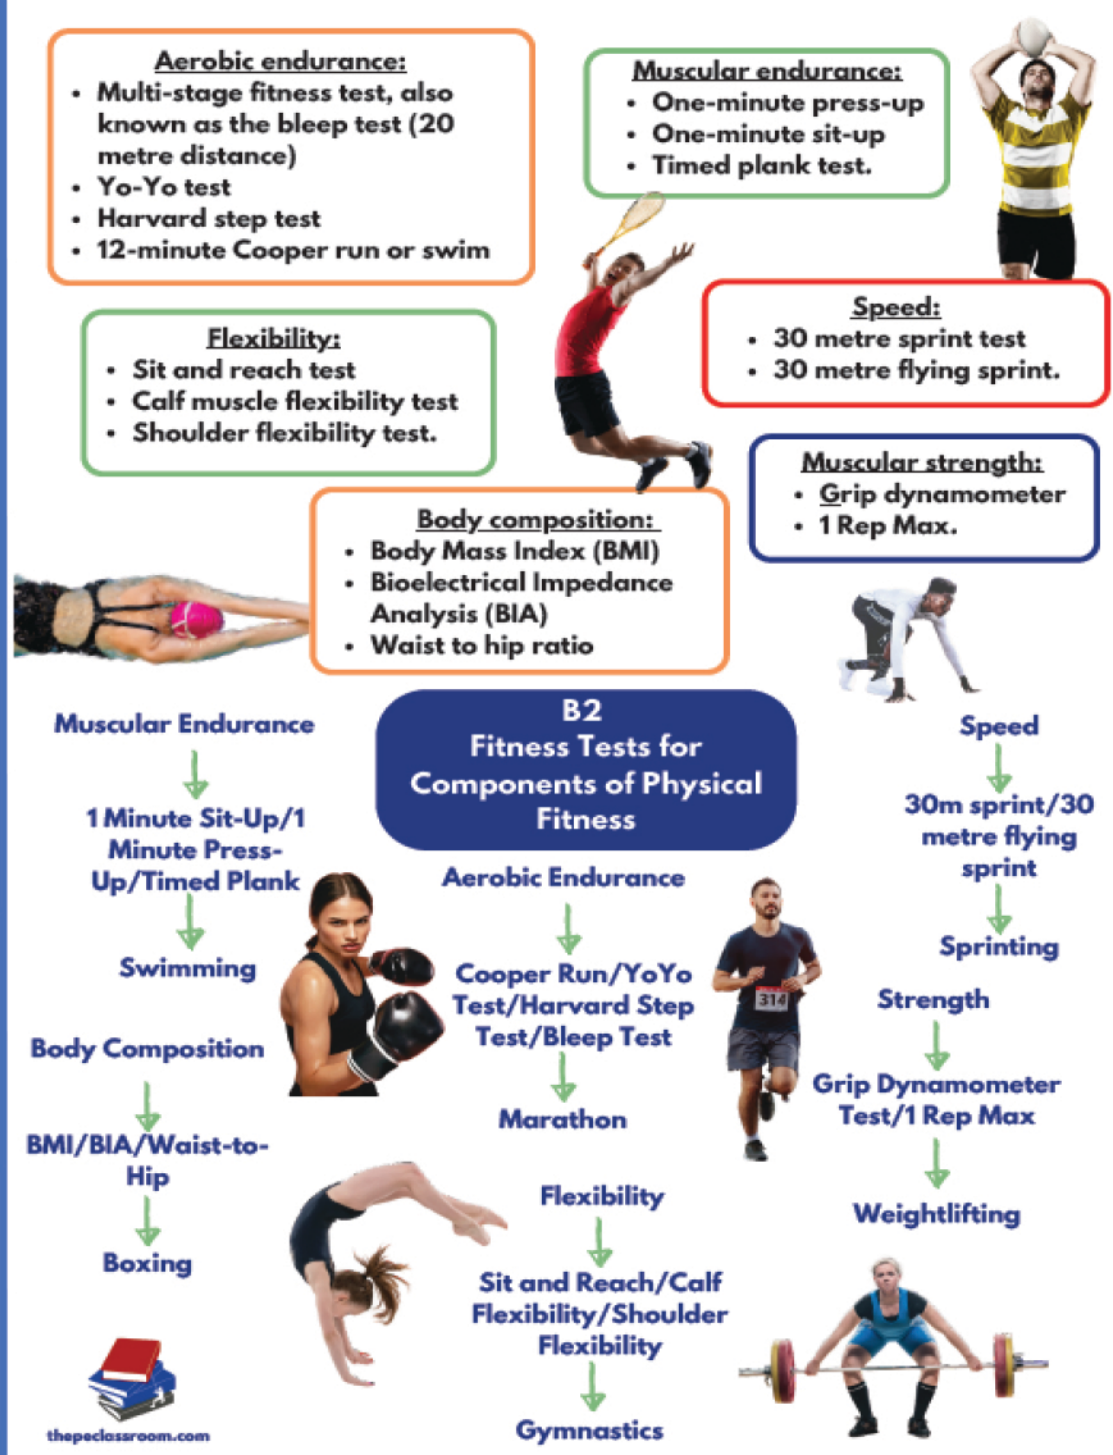 Aerobic endurance:
• Multi-stage fitness test, also
known as the bleep test (20
metre distance)
• Yo-Yo test
• Harvard step test
• 12-minute Cooper run or swim
Muscular endurance:
• One-minute press-up
• One-minute sit-up
• Timed plank test.
Flexibility:
• Sit and reach test
• Calf muscle flexibility test
• Shoulder flexibility test.
Speed:
• 30 metre sprint test
• 30 metre flying sprint.
Muscular strength:
• Grip dynamometer
• 1 Rep Max.
Body composition:
• Body Mass Index (BMI)
• Bioelectrical Impedance
Analysis (BIA)
• Waist to hip ratio
B2
Fitness Tests for
Components of Physical
Fitness
Muscular Endurance
1 Minute Sit-Up/1
Minute Press-
Up/Timed Plank
Swimming
Body Composition
BMI/BIA/Waist-to-
Hip
Boxing
Aerobic Endurance
Cooper Run/YoYo
Test/Harvard Step
Test/Bleep Test
Marathon
314
Flexibility
Sit and Reach/Calf
Flexibility/Shoulder
Flexibility
Gymnastics
Speed
30m sprint/30
metre flying
sprint
Sprinting
Strength
Grip Dynamometer
Test/1 Rep Max
Weightlifting
thepeclassroom.com